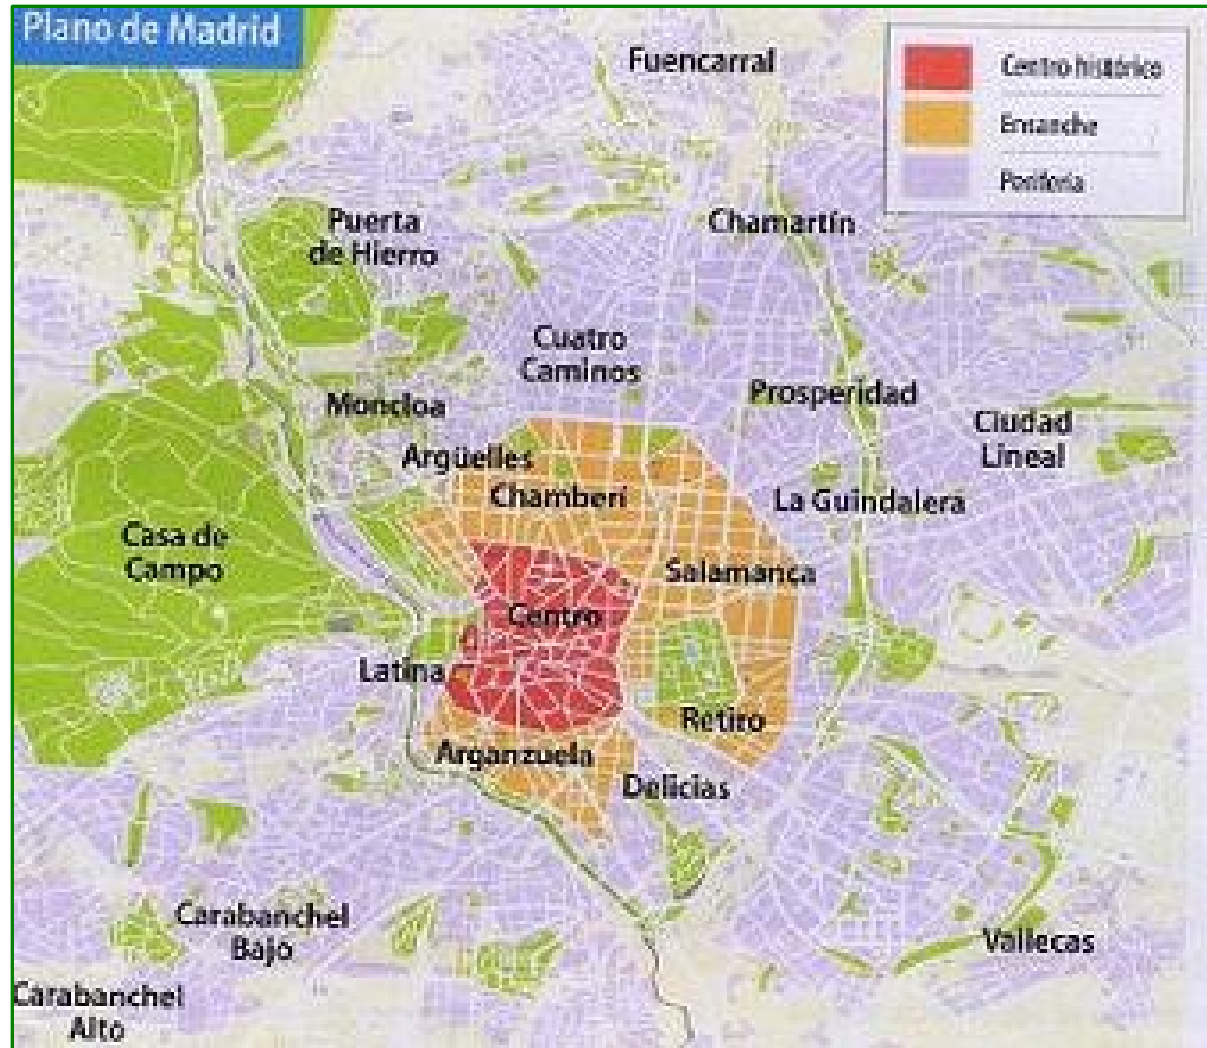 Plano de Madrid
Fuencarral
Centro histórico
Ensanche
Periferia
Puerta
de Hierro
Chamartín
Cuatro
Caminos
Prosperidad
Moncloa
Ciudad
Lineal
Argüelles
Chamberí
La Guindalera
Casa de
Campo
Salamanca
Centro
Latina
Retiro
Arganzuela
Delicias
Carabanchel
Bajo
Vallecas
Carabanchel
Alto